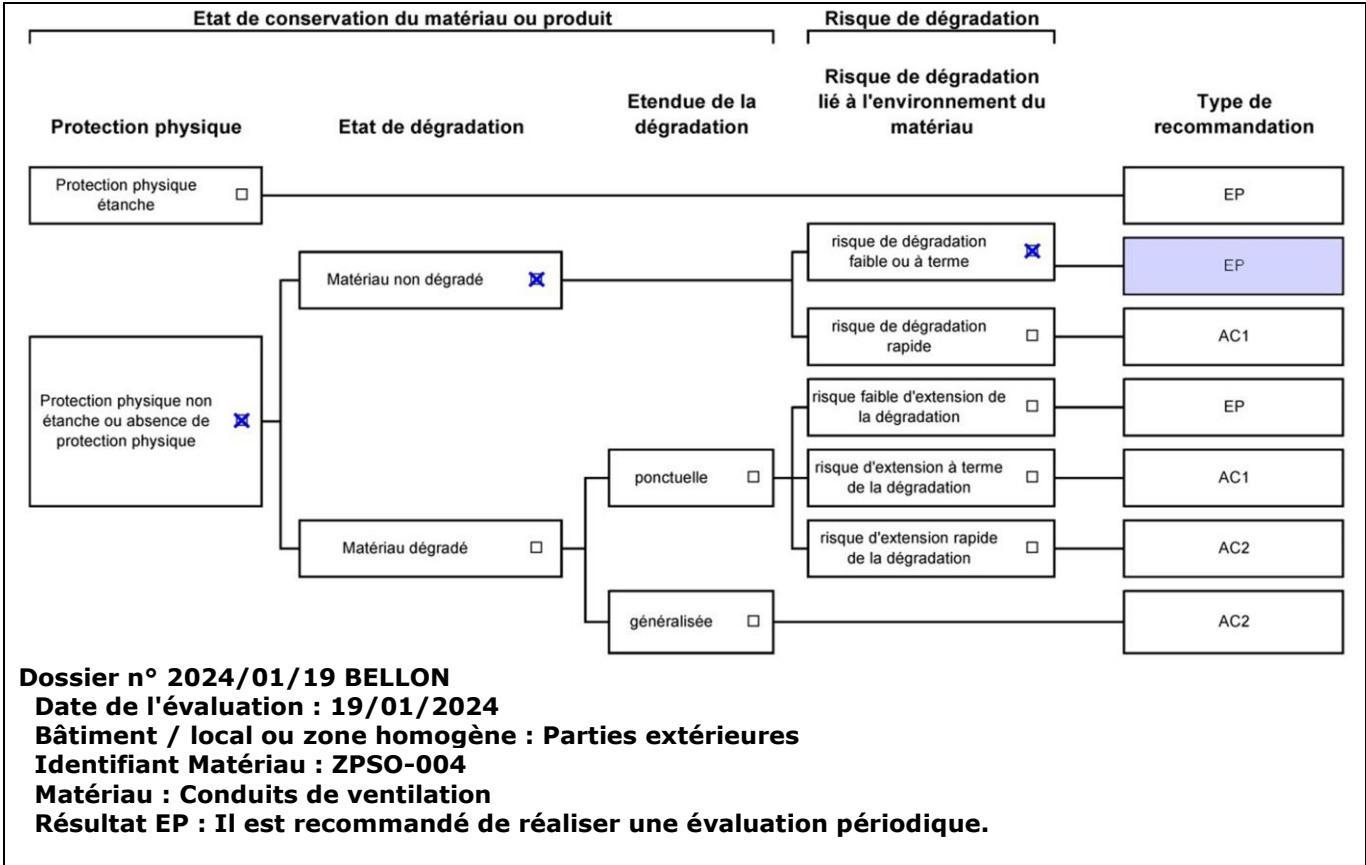 Etat de conservation du matériau ou produit
Risque de dégradation
Protection physique
Etat de dégradation
Etendue de la
dégradation
Risque de dégradation
lié à l'environnement du
matériau
Type de
recommandation
Protection physique
étanche
EP
risque de dégradation
faible ou à terme
EP
Matériau non dégradé
risque de dégradation
rapide
AC1
Protection physique non
étanche ou absence de
protection physique
risque faible d'extension de
la dégradation
EP
ponctuelle
risque d'extension à terme
de la dégradation
AC1
Matériau dégradé
risque d'extension rapide
de la dégradation
AC2
généralisée
AC2
Dossier n° 2024/01/19 BELLON
Date de l'évaluation : 19/01/2024
Bâtiment / local ou zone homogène : Parties extérieures
Identifiant Matériau : ZPSO-004
Matériau : Conduits de ventilation
Résultat EP : Il est recommandé de réaliser une évaluation périodique.